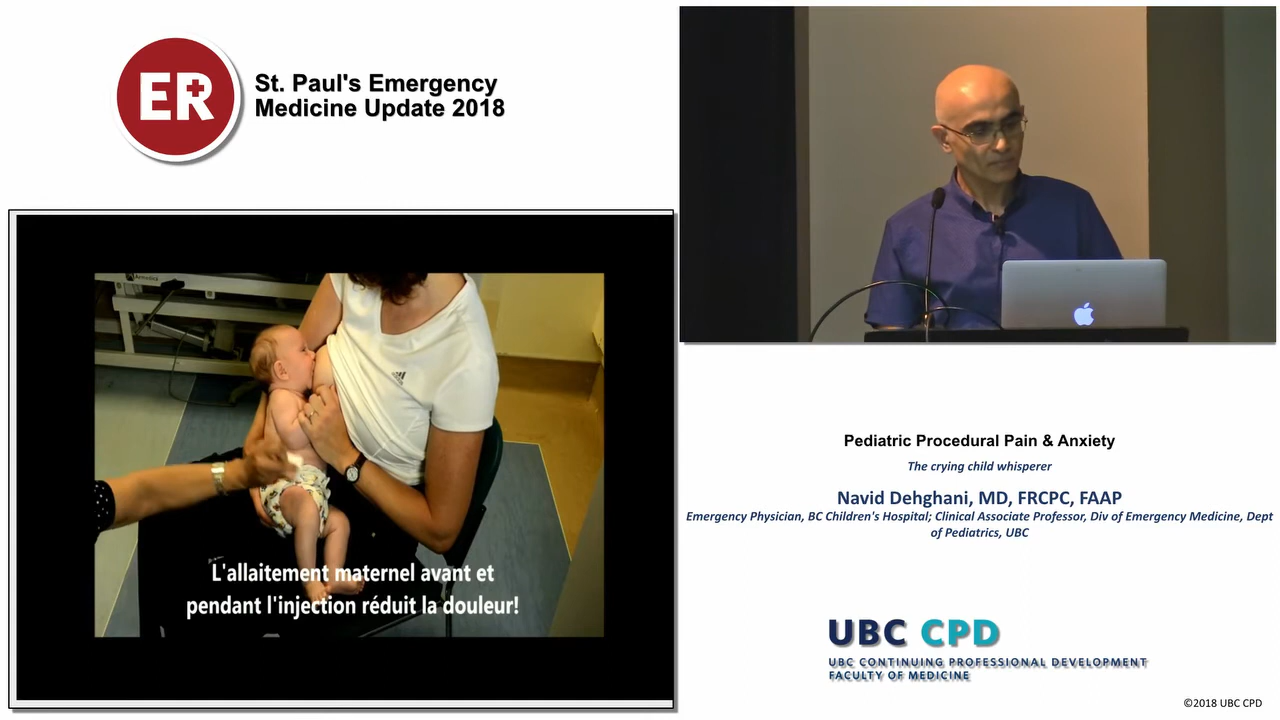 ER
St. Paul's Emergency
Medicine Update 2018
L'allaitement maternel avant et
pendant l'injection réduit la douleur!
Pediatric Procedural Pain & Anxiety
The crying child whisperer
Navid Dehghani, MD, FRCPC, FAAP
Emergency Physician, BC Children's Hospital; Clinical Associate Professor, Div of Emergency Medicine, Dept
of Pediatrics, UBC
UBC CPD
UBC CONTINUING PROFESSIONAL DEVELOPMENT
FACULTY OF MEDICINE
©2018 UBC CPD